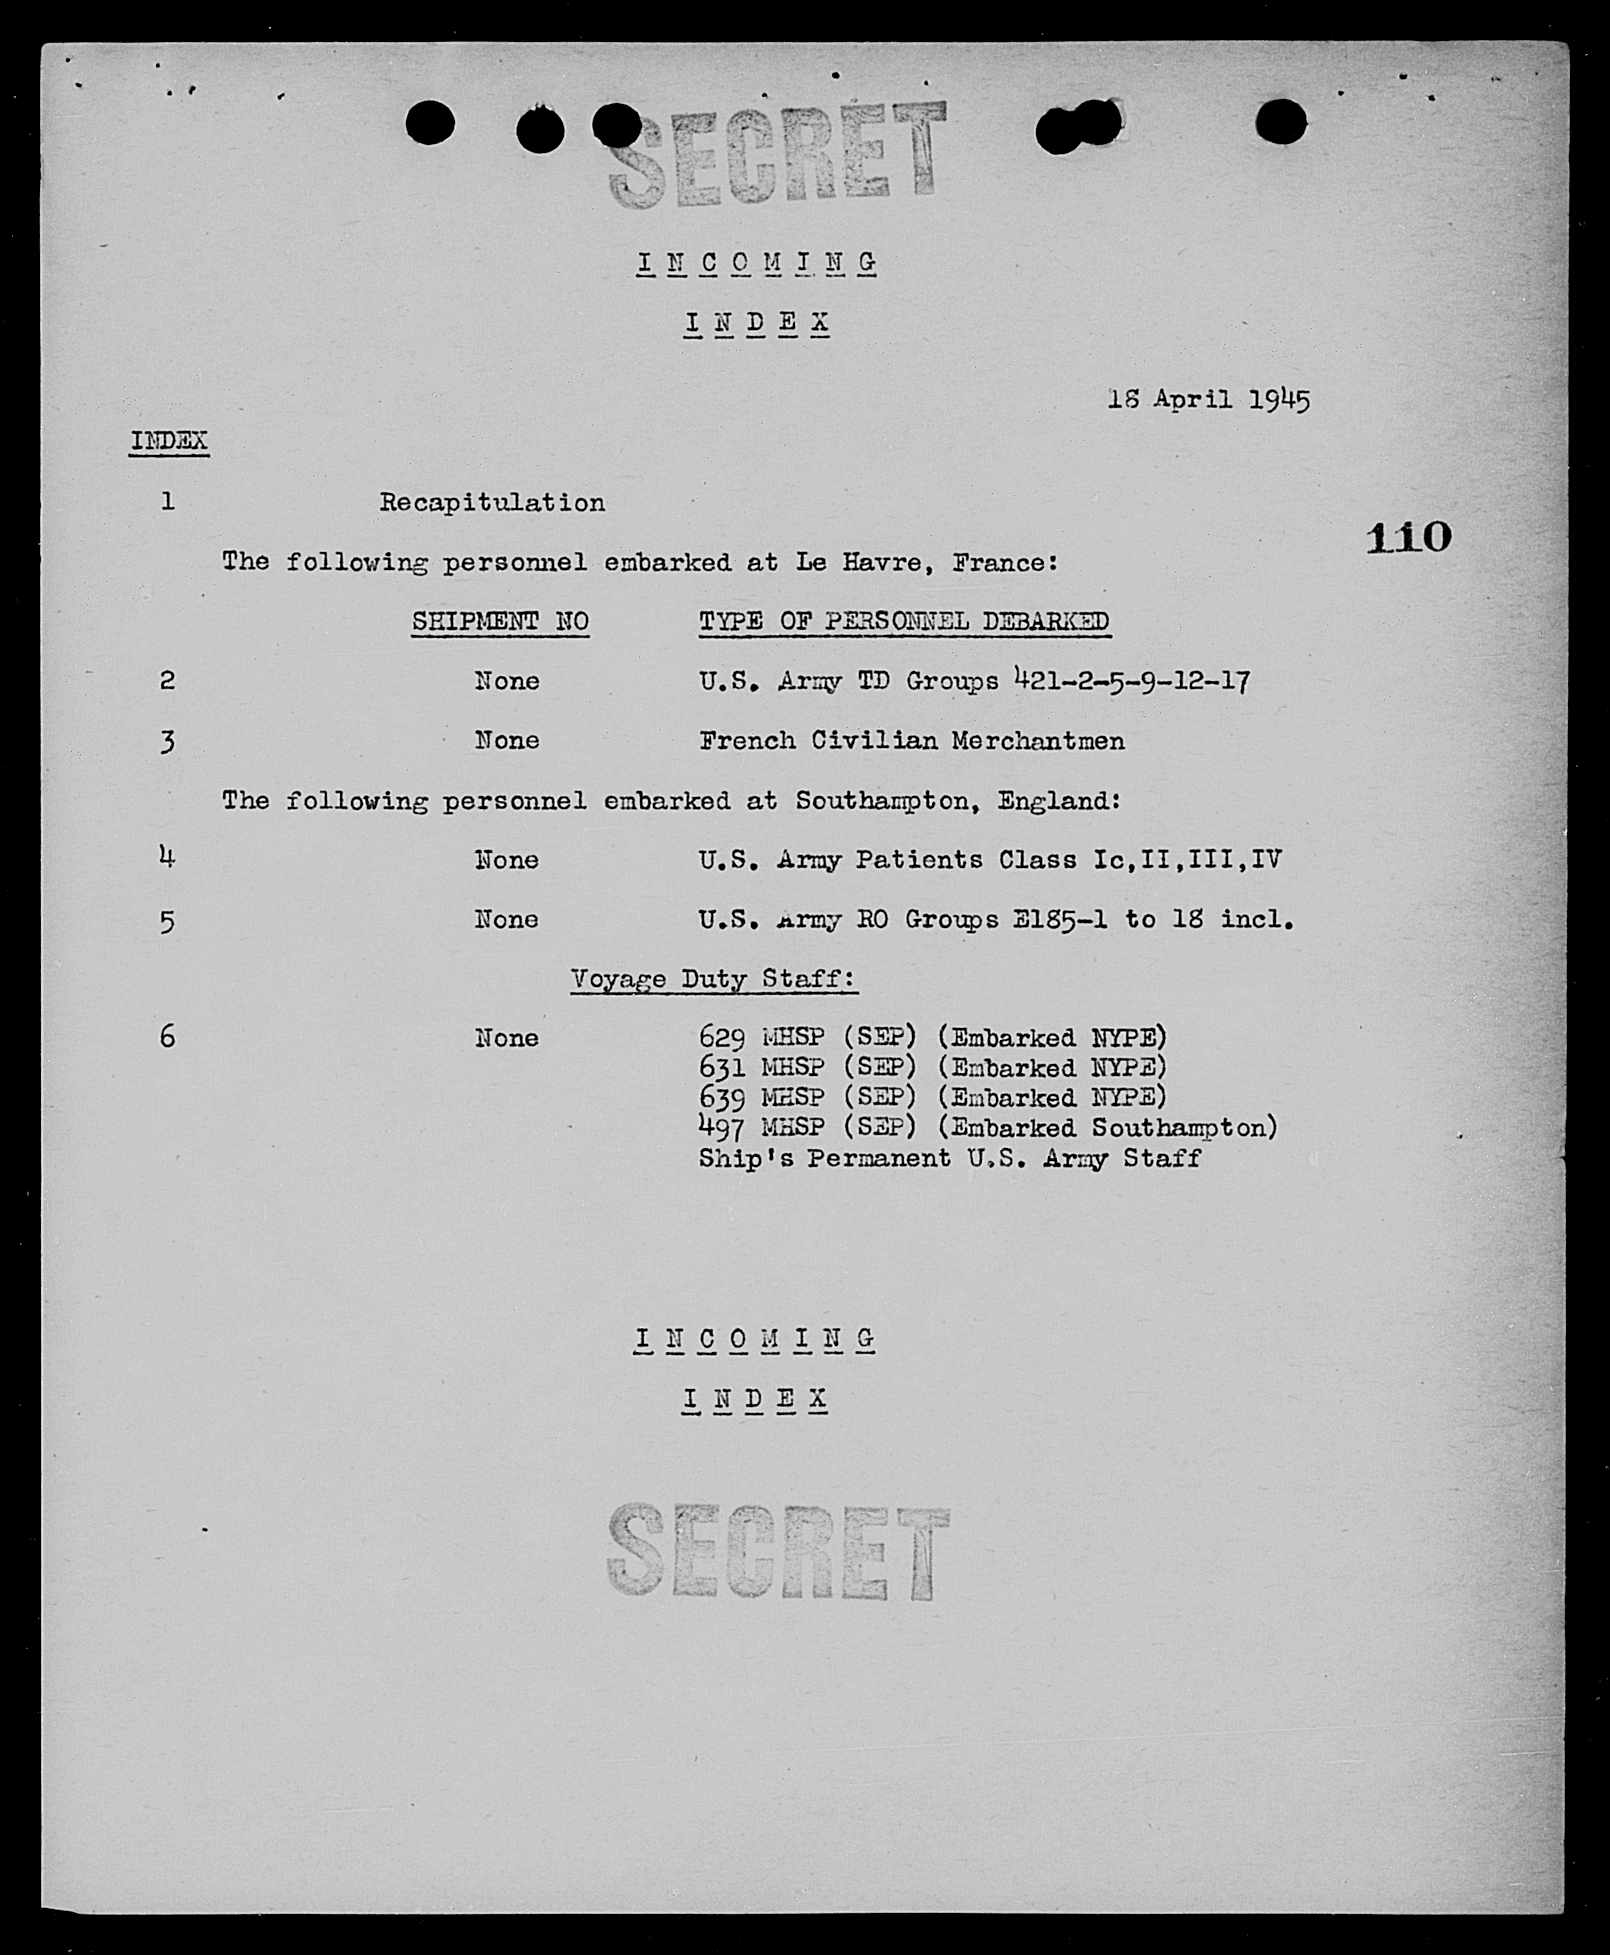 SECRET
I N C O M I N G
I N D E X
18 April 1945
INDEX
1 Recapitulation
110
The following personnel embarked at Le Havre, France:
SHIPMENT NO TYPE OF PERSONNEL DEBARKED
2 None U.S. Army TD Groups 421-2-5-9-12-17
3 None French Civilian Merchantmen
The following personnel embarked at Southampton, England:
4 None U.S. Army Patients Class Ic,II,III,IV
5 None U.S. Army RO Groups E185-1 to 18 incl.
Voyage Duty Staff:
6 None 629 MHSP (SEP) (Embarked NYPE)
631 MHSP (SEP) (Embarked NYPE)
639 MHSP (SEP) (Embarked NYPE)
497 MHSP (SEP) (Embarked Southampton)
Ship's Permanent U.S. Army Staff
I N C O M I N G
I N D E X
SECRET